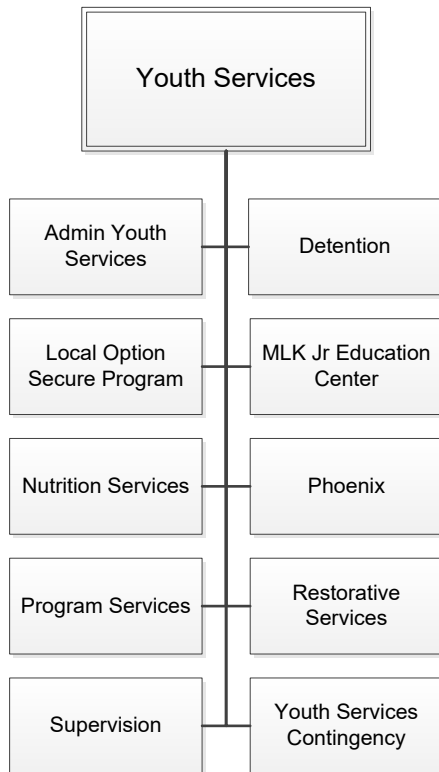 Youth Services
Admin Youth
Services
Detention
Local Option
Secure Program
MLK Jr Education
Center
Nutrition Services
Phoenix
Program Services
Restorative
Services
Supervision
Youth Services
Contingency